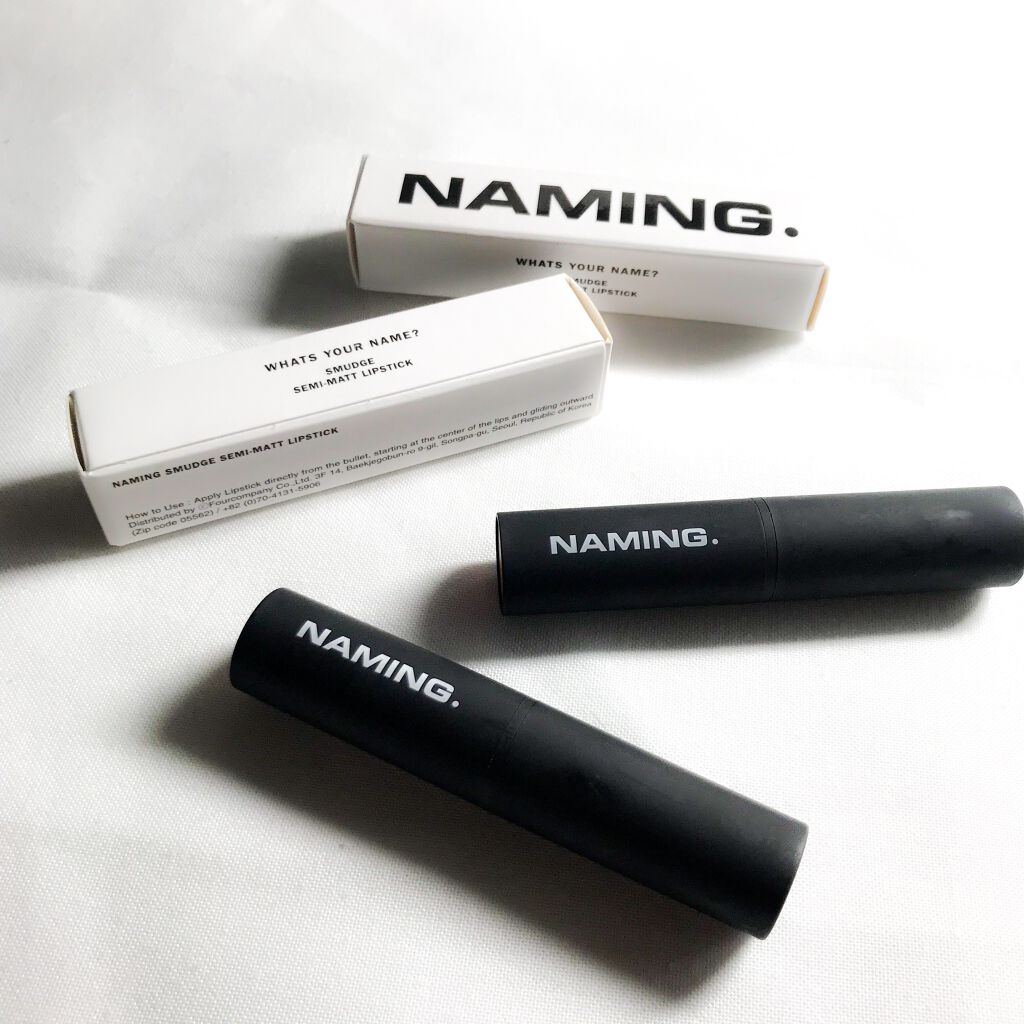 NAMING.
WHATS YOUR NAME?
MUDGE
T LIPSTICK
WHATS YOUR NAME?
SMUDGE
SEMI-MATT LIPSTICK
NAMING SMUDGE SEMI-MATT LIPSTICK
How to Use : Apply Lipstick directly from the bullet, starting at the center of the lips and gliding outward.
Distributed by ⓒFourcompany Co.,Ltd. 3F 14, Baekjegobun-ro 9-gil, Songpa-gu, Seoul, Republic of Korea
(Zip code 05562) / +82 (0)70-4131-5906
NAMING.
NAMING.